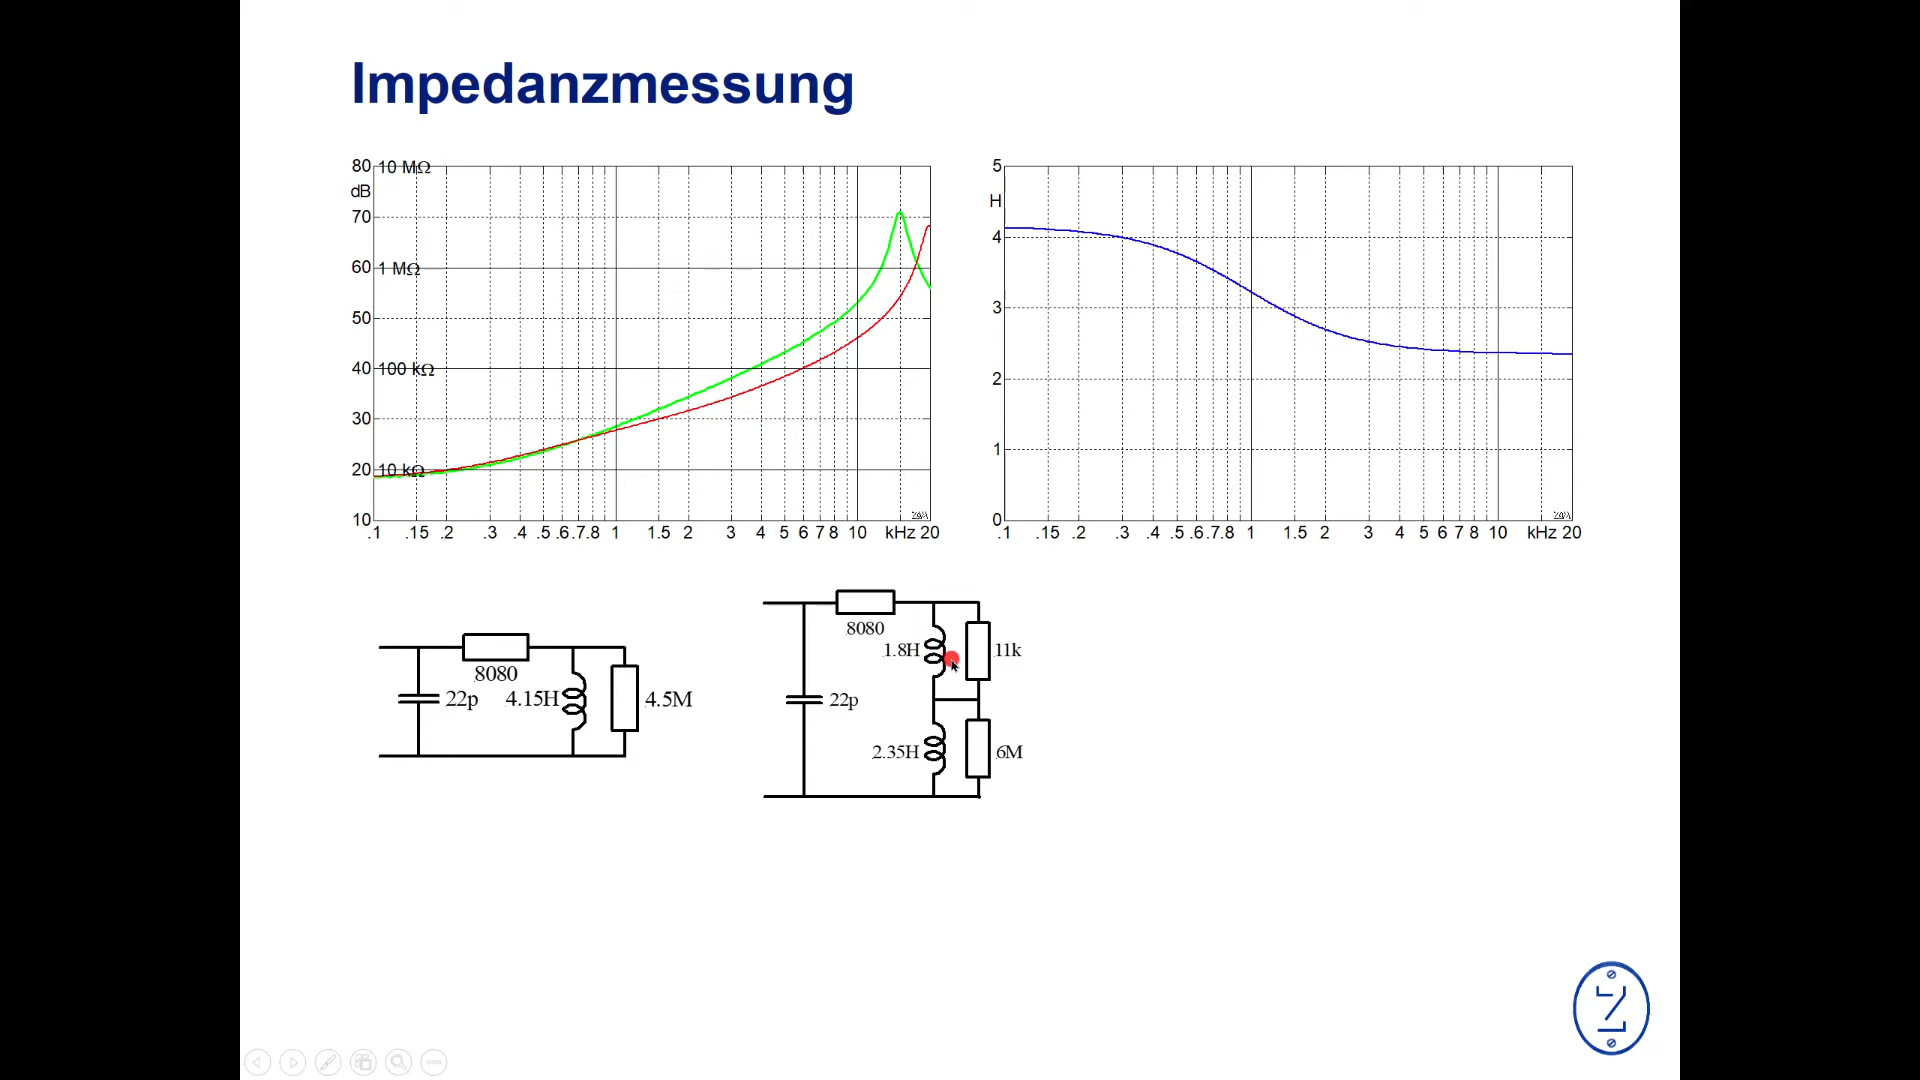 Impedanzmessung
80 10 MΩ
dB
70
60 1 MΩ
50
40 100 kΩ
30
20 10 kΩ
10
.1 .15 .2 .3 .4 .5 .6 .7 .8 1 1.5 2 3 4 5 6 7 8 10 kHz 20
5
H
4
3
2
1
0
.1 .15 .2 .3 .4 .5 .6 .7 .8 1 1.5 2 3 4 5 6 7 8 10 kHz 20
8080
22p 4.15H 4.5M
8080
1.8H 11k
22p
2.35H 6M